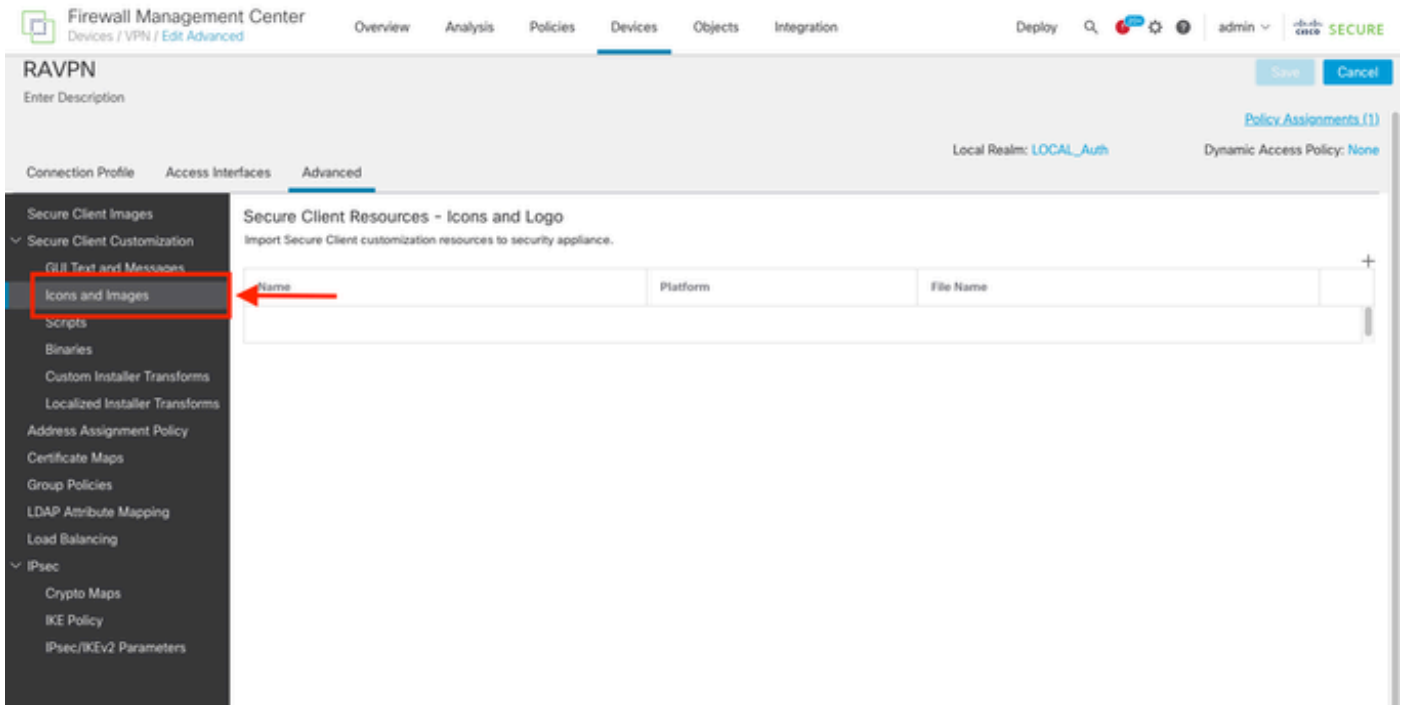 Firewall Management Center
Devices / VPN / Edit Advanced
Overview Analysis Policies Devices Objects Integration Deploy admin cisco SECURE
RAVPN
Save Cancel
Enter Description
Policy Assignments (1)
Local Realm: LOCAL_Auth Dynamic Access Policy: None
Connection Profile Access Interfaces Advanced
Secure Client Images
Secure Client Customization
GUI Text and Messages
Icons and Images
Scripts
Binaries
Custom Installer Transforms
Localized Installer Transforms
Address Assignment Policy
Certificate Maps
Group Policies
LDAP Attribute Mapping
Load Balancing
IPsec
Crypto Maps
IKE Policy
IPsec/IKEv2 Parameters
Secure Client Resources - Icons and Logo
Import Secure Client customization resources to security appliance.
Name Platform File Name